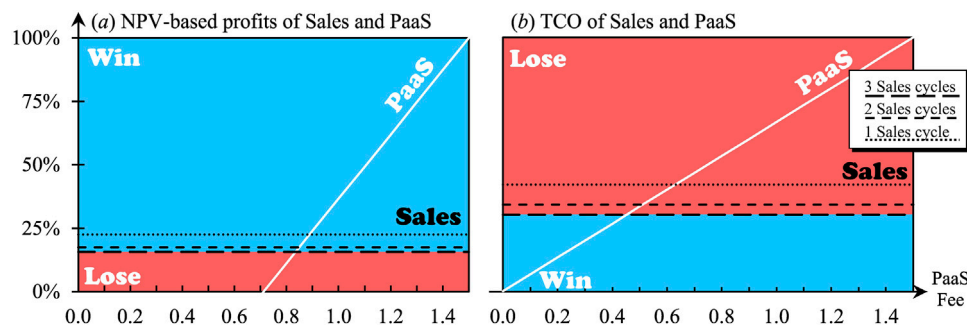 (a) NPV-based profits of Sales and PaaS
(b) TCO of Sales and PaaS
100%
75%
50%
25%
0%
Win
PaaS
Sales
Lose
0.0 0.2 0.4 0.6 0.8 1.0 1.2 1.4
Lose
PaaS
3 Sales cycles
2 Sales cycles
1 Sales cycle
Sales
Win
PaaS
Fee
0.0 0.2 0.4 0.6 0.8 1.0 1.2 1.4